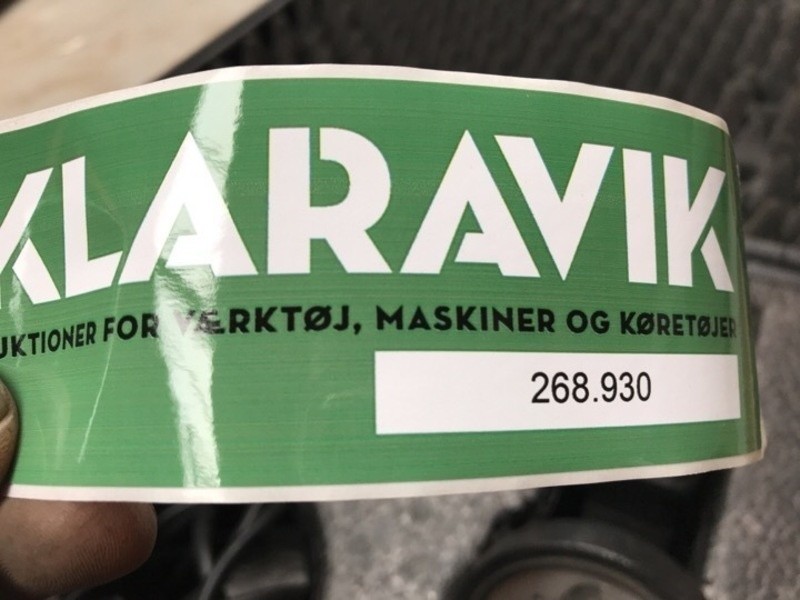 KLARAVIK
UKTIONER FOR VÆRKTØJ, MASKINER OG KØRETØJER
268.930